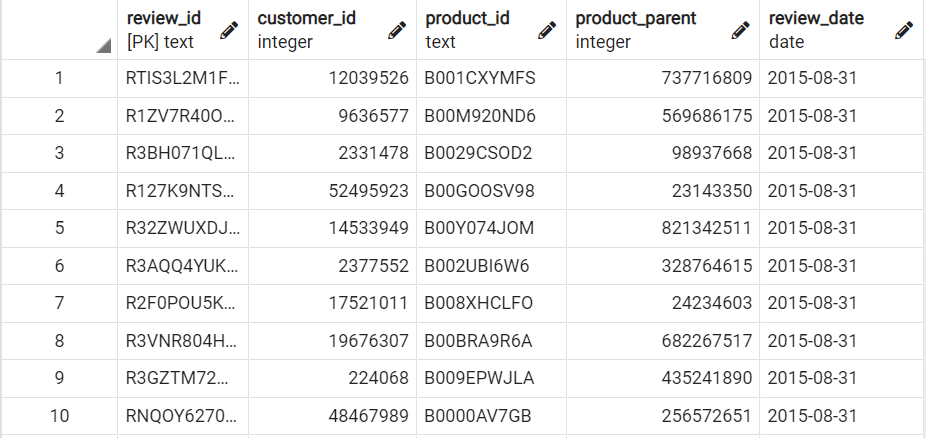 review_id customer_id product_id product_parent review_date
[PK] text integer text integer date
1 RTIS3L2M1F... 12039526 B001CXYMFS 737716809 2015-08-31
2 R1ZV7R40O... 9636577 B00M920ND6 569686175 2015-08-31
3 R3BH071QL... 2331478 B0029CSOD2 98937668 2015-08-31
4 R127K9NTS... 52495923 B00GOOSV98 23143350 2015-08-31
5 R32ZWUXDJ... 14533949 B00Y074JOM 821342511 2015-08-31
6 R3AQQ4YUK... 2377552 B002UBI6W6 328764615 2015-08-31
7 R2F0POU5K... 17521011 B008XHCLFO 24234603 2015-08-31
8 R3VNR804H... 19676307 B00BRA9R6A 682267517 2015-08-31
9 R3GZTM72... 224068 B009EPWJLA 435241890 2015-08-31
10 RNQOY6270... 48467989 B0000AV7GB 256572651 2015-08-31